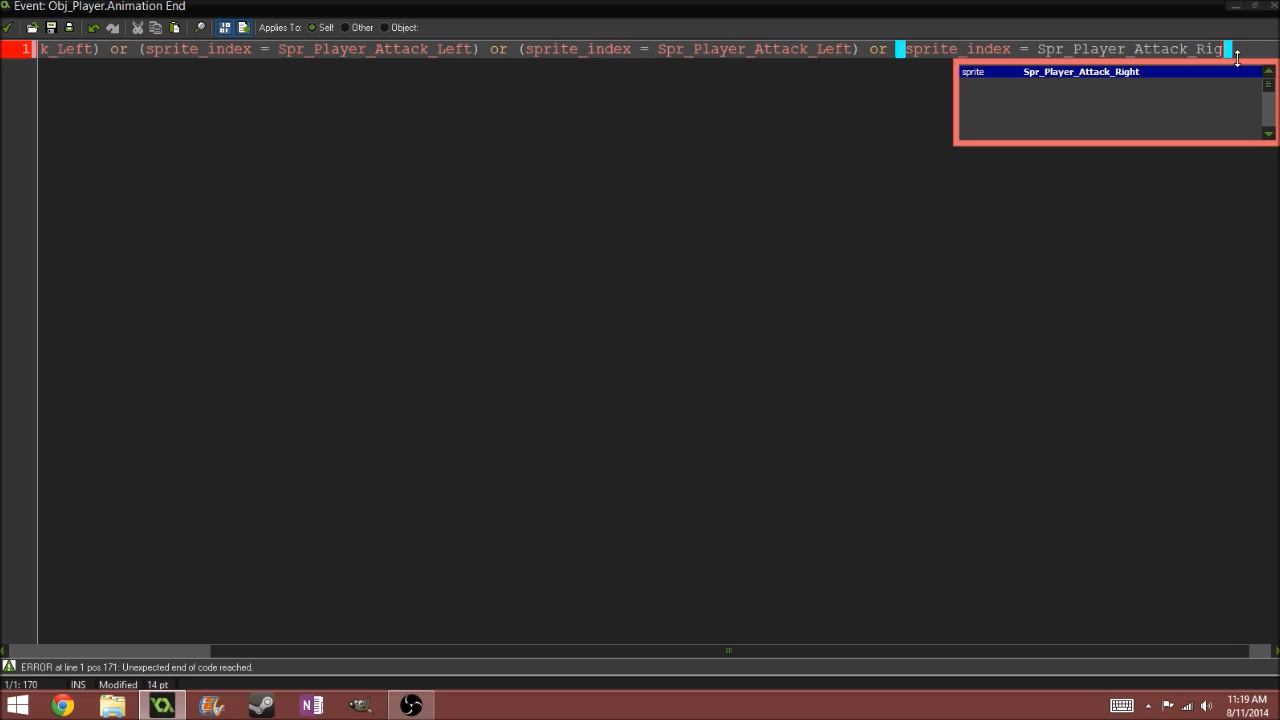 Event: Obj_Player.Animation End
Applies To: Self Other Object:
1 k_Left) or (sprite_index = Spr_Player_Attack_Left) or (sprite_index = Spr_Player_Attack_Left) or (sprite_index = Spr_Player_Attack_Rig
sprite Spr_Player_Attack_Right
ERROR at line 1 pos 171: Unexpected end of code reached.
1/1: 170 INS Modified 14 pt
11:19 AM
8/11/2014